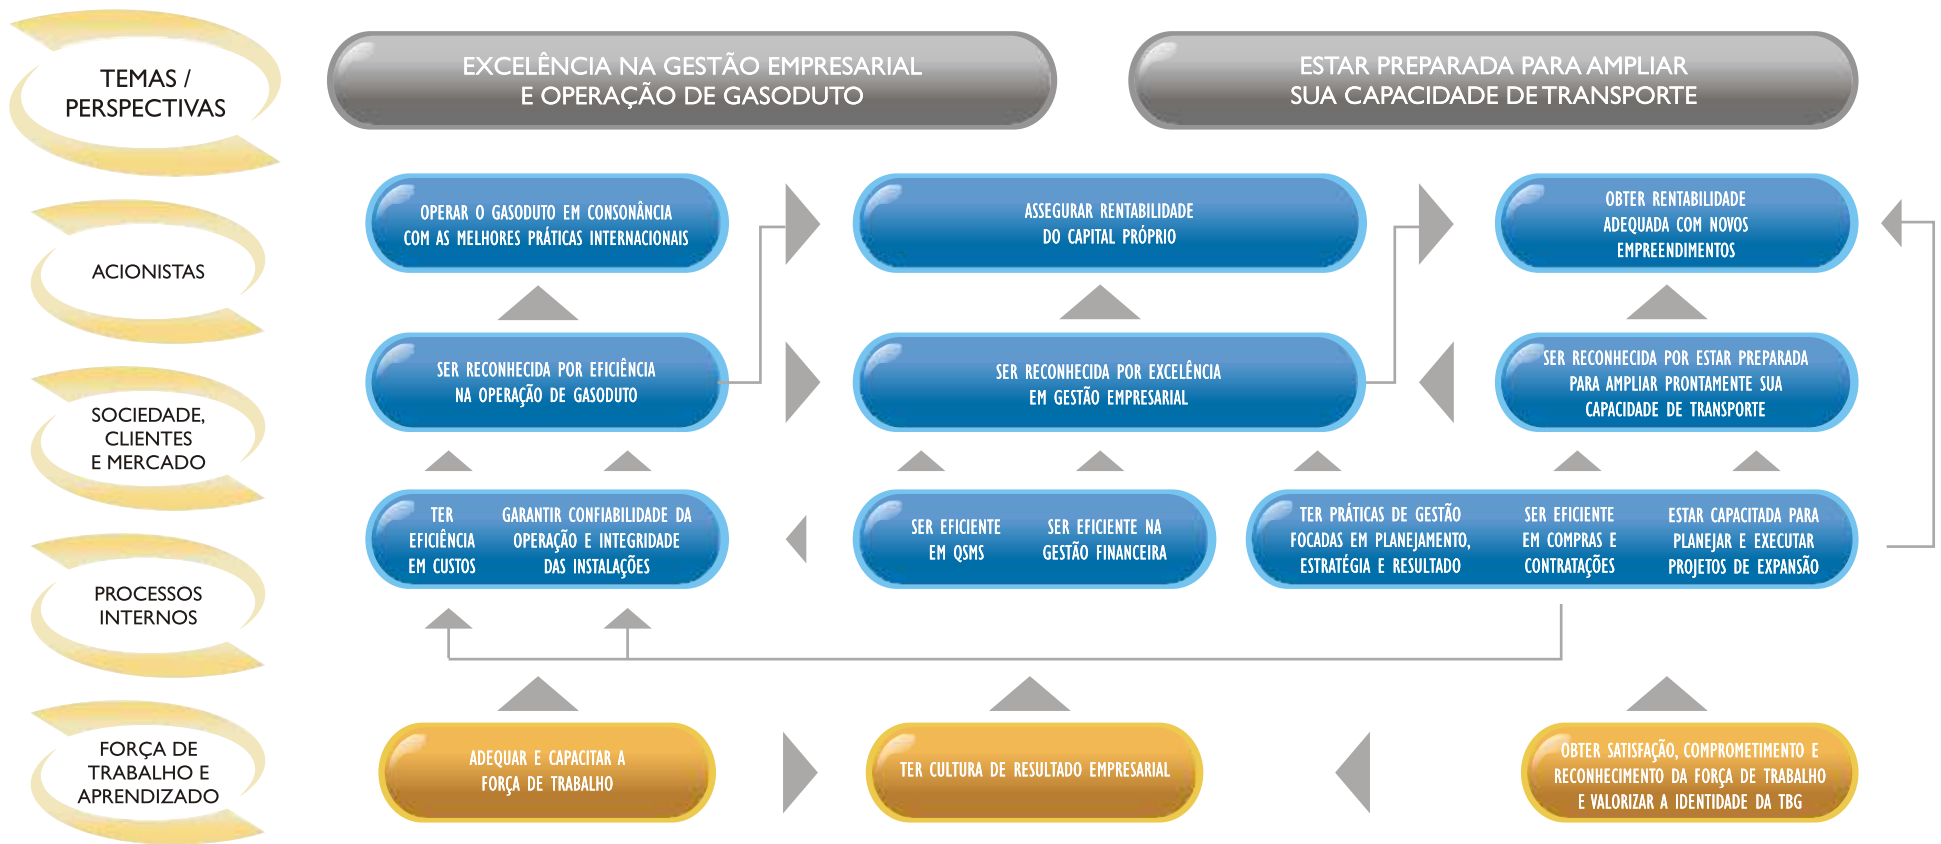 TEMAS /
PERSPECTIVAS
EXCELÊNCIA NA GESTÃO EMPRESARIAL
E OPERAÇÃO DE GASODUTO
ESTAR PREPARADA PARA AMPLIAR
SUA CAPACIDADE DE TRANSPORTE
ACIONISTAS
OPERAR O GASODUTO EM CONSONÂNCIA
COM AS MELHORES PRÁTICAS INTERNACIONAIS
ASSEGURAR RENTABILIDADE
DO CAPITAL PRÓPRIO
OBTER RENTABILIDADE
ADEQUADA COM NOVOS
EMPREENDIMENTOS
SOCIEDADE,
CLIENTES
E MERCADO
SER RECONHECIDA POR EFICIÊNCIA
NA OPERAÇÃO DE GASODUTO
SER RECONHECIDA POR EXCELÊNCIA
EM GESTÃO EMPRESARIAL
SER RECONHECIDA POR ESTAR PREPARADA
PARA AMPLIAR PRONTAMENTE SUA
CAPACIDADE DE TRANSPORTE
PROCESSOS
INTERNOS
TER
EFICIÊNCIA
EM CUSTOS
GARANTIR CONFIABILIDADE DA
OPERAÇÃO E INTEGRIDADE
DAS INSTALAÇÕES
SER EFICIENTE
EM QSMS
SER EFICIENTE NA
GESTÃO FINANCEIRA
TER PRÁTICAS DE GESTÃO
FOCADAS EM PLANEJAMENTO,
ESTRATÉGIA E RESULTADO
SER EFICIENTE
EM COMPRAS E
CONTRATAÇÕES
ESTAR CAPACITADA PARA
PLANEJAR E EXECUTAR
PROJETOS DE EXPANSÃO
FORÇA DE
TRABALHO E
APRENDIZADO
ADEQUAR E CAPACITAR A
FORÇA DE TRABALHO
TER CULTURA DE RESULTADO EMPRESARIAL
OBTER SATISFAÇÃO, COMPROMETIMENTO E
RECONHECIMENTO DA FORÇA DE TRABALHO
E VALORIZAR A IDENTIDADE DA TBG